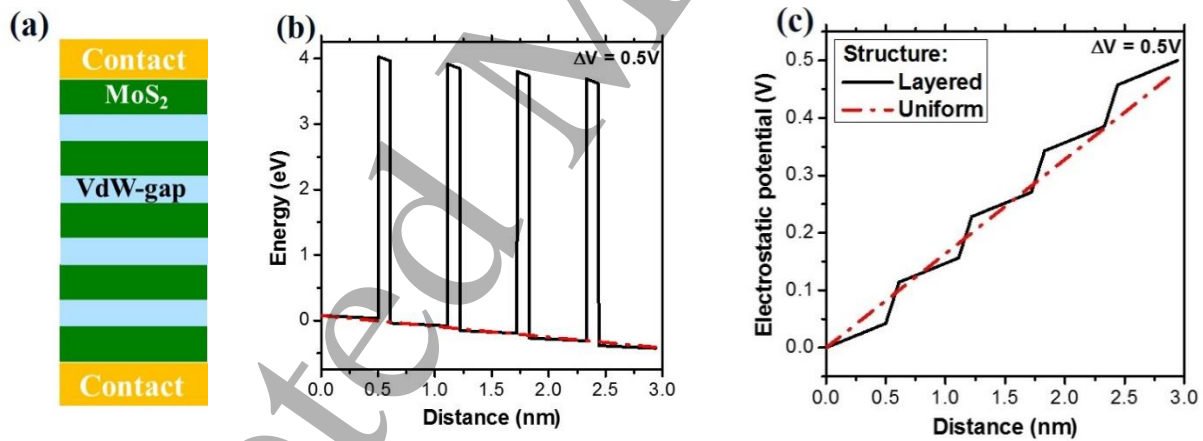 (a)
Contact
MoS₂
VdW-gap
Contact
(b)
ΔV = 0.5V
4
3
2
1
0
Energy (eV)
0.0 0.5 1.0 1.5 2.0 2.5 3.0
Distance (nm)
(c)
ΔV = 0.5V
Structure:
Layered
Uniform
0.5
0.4
0.3
0.2
0.1
0.0
Electrostatic potential (V)
0.0 0.5 1.0 1.5 2.0 2.5 3.0
Distance (nm)